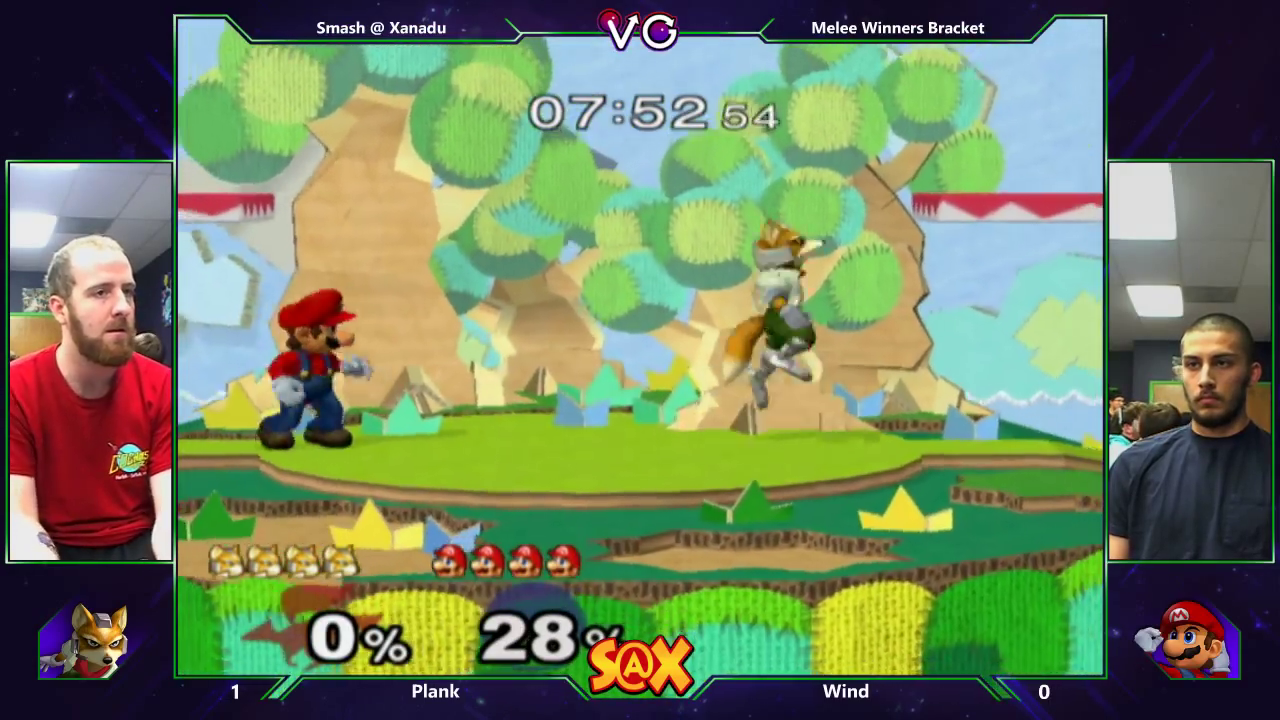 Smash @ Xanadu
VG
Melee Winners Bracket
07:52 54
0%
28%
S@X
1
Plank
Wind
0